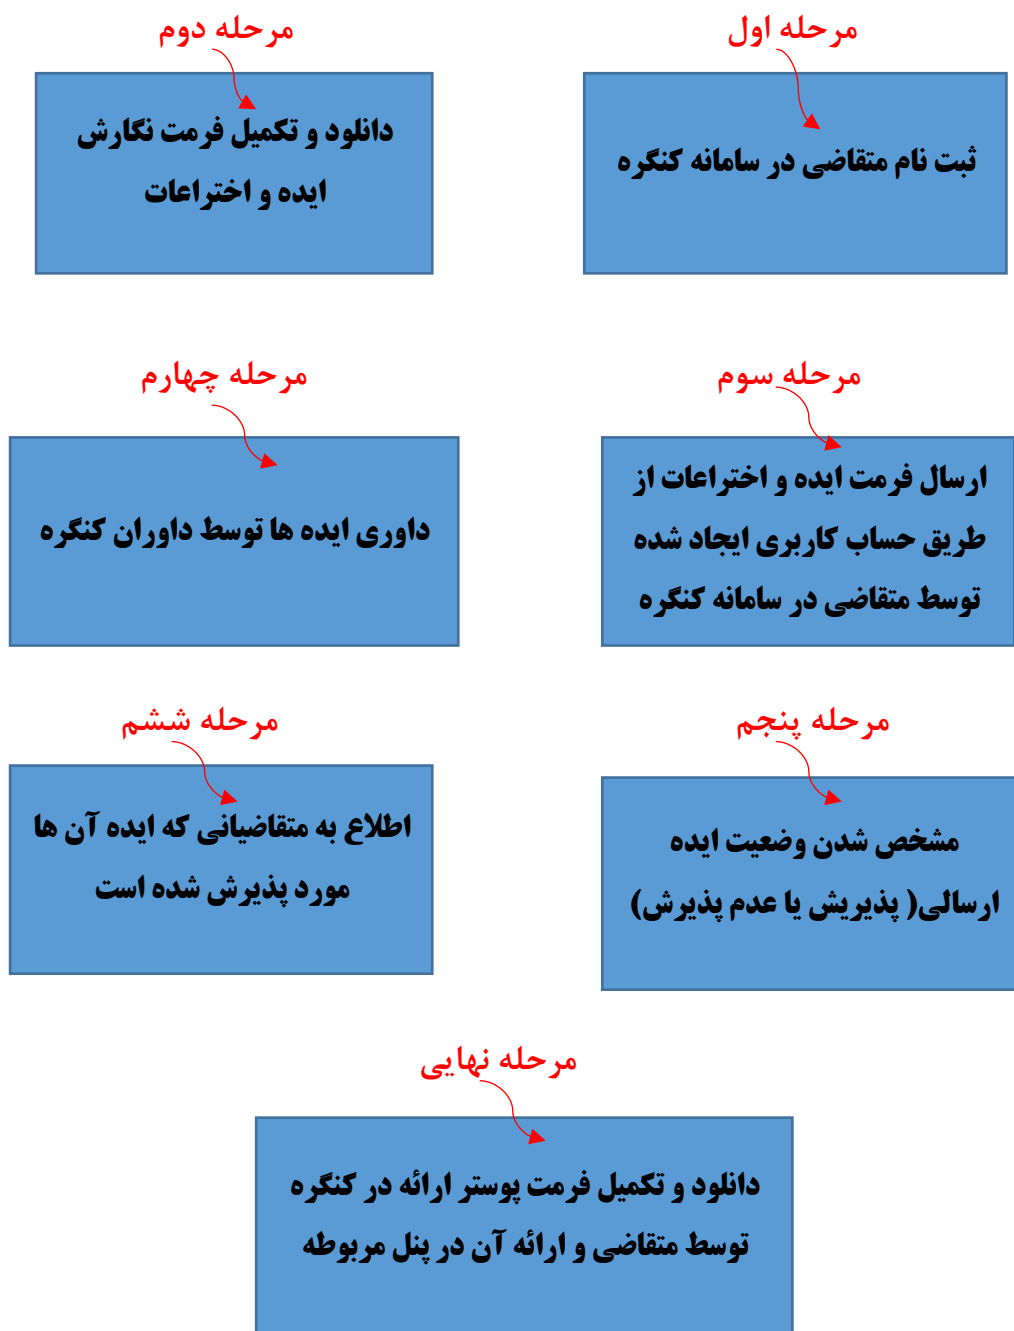 مرحله اول
ثبت نام متقاضی در سامانه کنگره
مرحله دوم
دانلود و تکمیل فرمت نگارش
ایده و اختراعات
مرحله سوم
ارسال فرمت ایده و اختراعات از
طریق حساب کاربری ایجاد شده
توسط متقاضی در سامانه کنگره
مرحله چهارم
داوری ایده ها توسط داوران کنگره
مرحله پنجم
مشخص شدن وضعیت ایده
ارسالی( پذیریش یا عدم پذیرش)
مرحله ششم
اطلاع به متقاضیانی که ایده آن ها
مورد پذیرش شده است
مرحله نهایی
دانلود و تکمیل فرمت پوستر ارائه در کنگره
توسط متقاضی و ارائه آن در پنل مربوطه